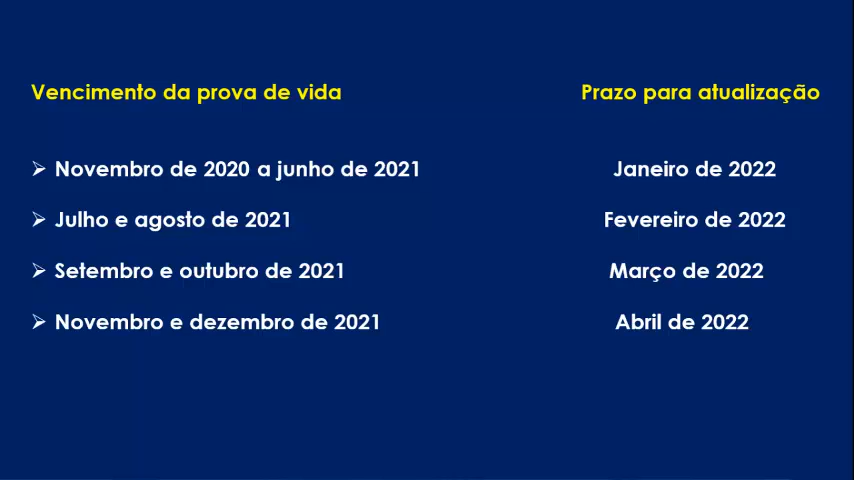 Vencimento da prova de vida Prazo para atualização
➢ Novembro de 2020 a junho de 2021 Janeiro de 2022
➢ Julho e agosto de 2021 Fevereiro de 2022
➢ Setembro e outubro de 2021 Março de 2022
➢ Novembro e dezembro de 2021 Abril de 2022